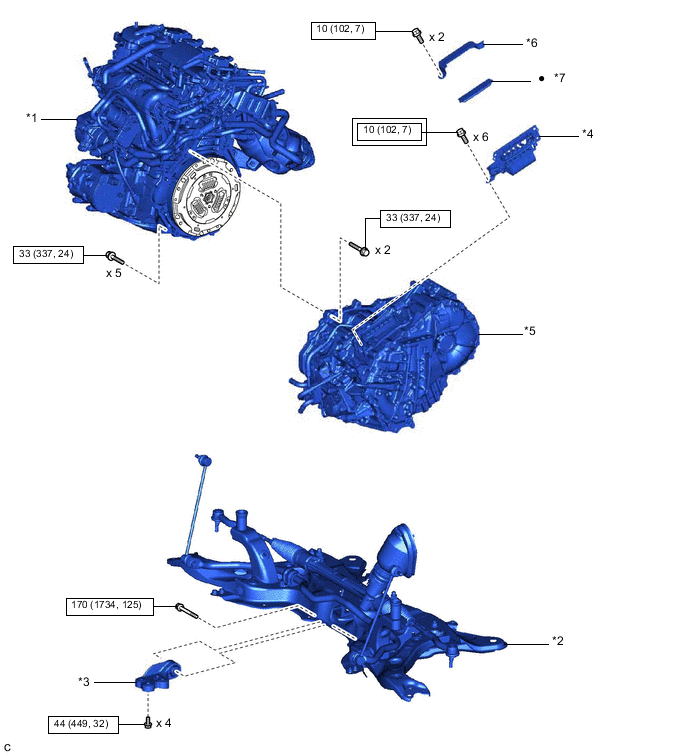 10 (102, 7)
x 2
*6
● *7
*1
10 (102, 7)
x 6
*4
33 (337, 24)
x 2
33 (337, 24)
x 5
*5
170 (1734, 125)
*2
*3
44 (449, 32)
x 4
C